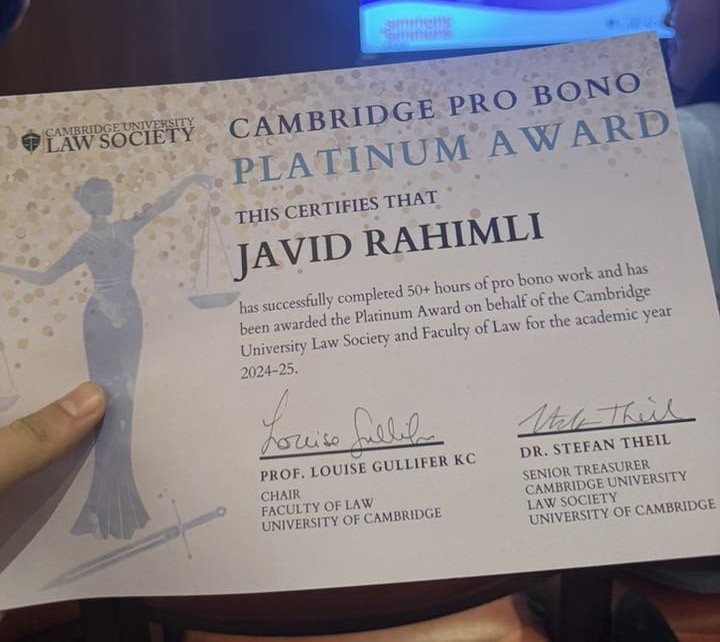 CAMBRIDGE UNIVERSITY
LAW SOCIETY
CAMBRIDGE PRO BONO
PLATINUM AWARD
THIS CERTIFIES THAT
JAVID RAHIMLI
has successfully completed 50+ hours of pro bono work and has
been awarded the Platinum Award on behalf of the Cambridge
University Law Society and Faculty of Law for the academic year
2024-25.
Louise Gullifer
PROF. LOUISE GULLIFER KC
CHAIR
FACULTY OF LAW
UNIVERSITY OF CAMBRIDGE
Theil
DR. STEFAN THEIL
SENIOR TREASURER
CAMBRIDGE UNIVERSITY
LAW SOCIETY
UNIVERSITY OF CAMBRIDGE